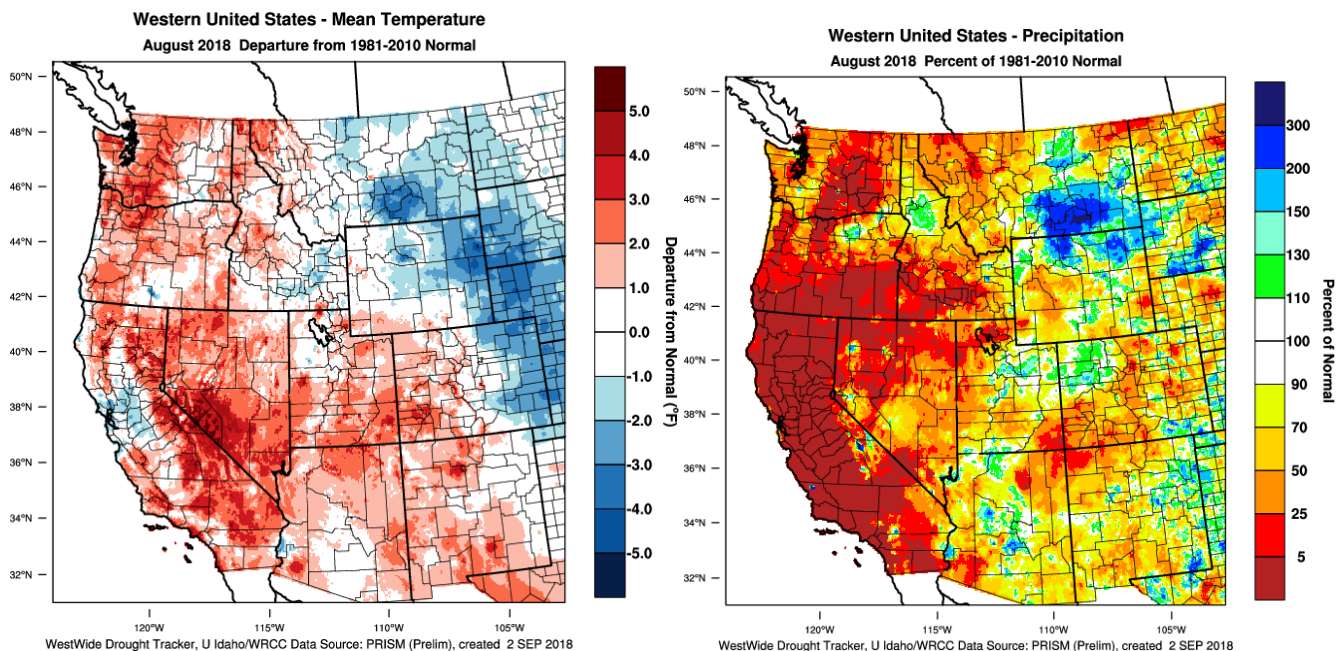 Western United States - Mean Temperature
August 2018 Departure from 1981-2010 Normal
50°N
48°N
46°N
44°N
42°N
40°N
38°N
36°N
34°N
32°N
120°W
115°W
110°W
105°W
5.0
4.0
3.0
2.0
1.0
0.0
-1.0
-2.0
-3.0
-4.0
-5.0
Departure from Normal (°F)
WestWide Drought Tracker, U Idaho/WRCC Data Source: PRISM (Prelim), created 2 SEP 2018
Western United States - Precipitation
August 2018 Percent of 1981-2010 Normal
50°N
48°N
46°N
44°N
42°N
40°N
38°N
36°N
34°N
32°N
120°W
115°W
110°W
105°W
300
200
150
130
110
100
90
70
50
25
5
Percent of Normal
WestWide Drought Tracker, U Idaho/WRCC Data Source: PRISM (Prelim), created 2 SEP 2018